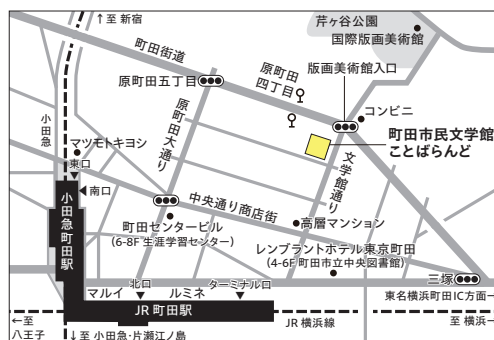 ↑至 新宿
芹ヶ谷公園
国際版画美術館
町田街道
原町田五丁目
原町田
四丁目
版画美術館入口
コンビニ
町田市民文学館
ことばらんど
小田急
マツモトキヨシ
東口
南口
原町田大通り
文学館通り
中央通り商店街
小田急町田駅
町田センタービル
(6-8F 生涯学習センター)
高層マンション
レンブラントホテル東京町田
(4-6F 町田市立中央図書館)
三塚
マルイ
北口
ルミネ
ターミナル口
東名横浜町田IC方面→
JR 町田駅
←至
八王子
↓至 小田急・片瀬江ノ島
JR 横浜線
至 横浜→